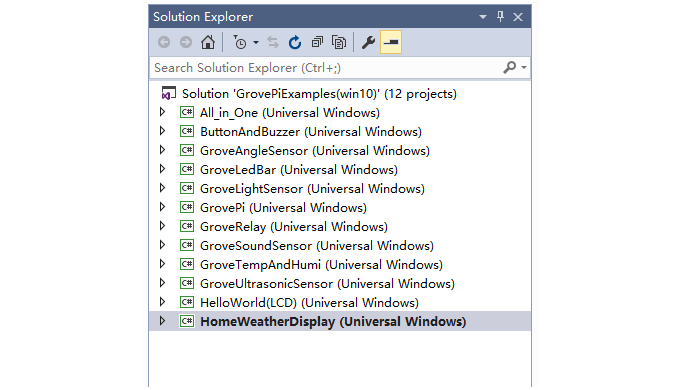 Solution Explorer
Search Solution Explorer (Ctrl+;)
Solution 'GrovePiExamples(win10)' (12 projects)
C# All_in_One (Universal Windows)
C# ButtonAndBuzzer (Universal Windows)
C# GroveAngleSensor (Universal Windows)
C# GroveLedBar (Universal Windows)
C# GroveLightSensor (Universal Windows)
C# GrovePi (Universal Windows)
C# GroveRelay (Universal Windows)
C# GroveSoundSensor (Universal Windows)
C# GroveTempAndHumi (Universal Windows)
C# GroveUltrasonicSensor (Universal Windows)
C# HelloWorld(LCD) (Universal Windows)
C# HomeWeatherDisplay (Universal Windows)